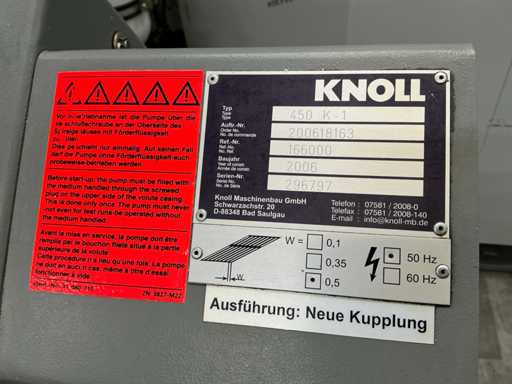 KNOLL
Typ
Type
Type
450 K-1
Auftr.-Nr.
Order-No.
No. de commande
200618163
Ref.-Nr.
Ref.-No.
No. Ref.
166000
Baujahr
Year of constr.
Année de constr.
2006
Serien-Nr.
Serial-No.
No. de Série
296797
Knoll Maschinenbau GmbH
Schwarzachstr. 20
D-88348 Bad Saulgau
Telefon : 07581 / 2008-0
Telefax : 07581 / 2008-140
E-mail : info@knoll-mb.de
W =
0,1
0,35
0,5
W
50 Hz
60 Hz
Ausführung: Neue Kupplung
Vor Inbetriebnahme ist die Pumpe über die
Verschlußschraube an der Oberseite des
mit Förderflüssigkeit
Dies geschieht nur einmalig. Auf keinen Fall
darf die Pumpe ohne Förderflüssigkeit auch
probeweise betrieben werden.
Before start-up, the pump must be filled with
the medium handled through the screwed
plug on the upper side of the volute casing
This is done only once. The pump must never
be even for test runs be operated without
the medium handled.
Avant la mise en service, la pompe doit être
remplie par le bouchon fileté situé à la partie
supérieure de la volute
Cette procédure n'a lieu qu'une fois. La pompe
ne doit en aucun cas, même à titre d'essai
fonctionner à vide.